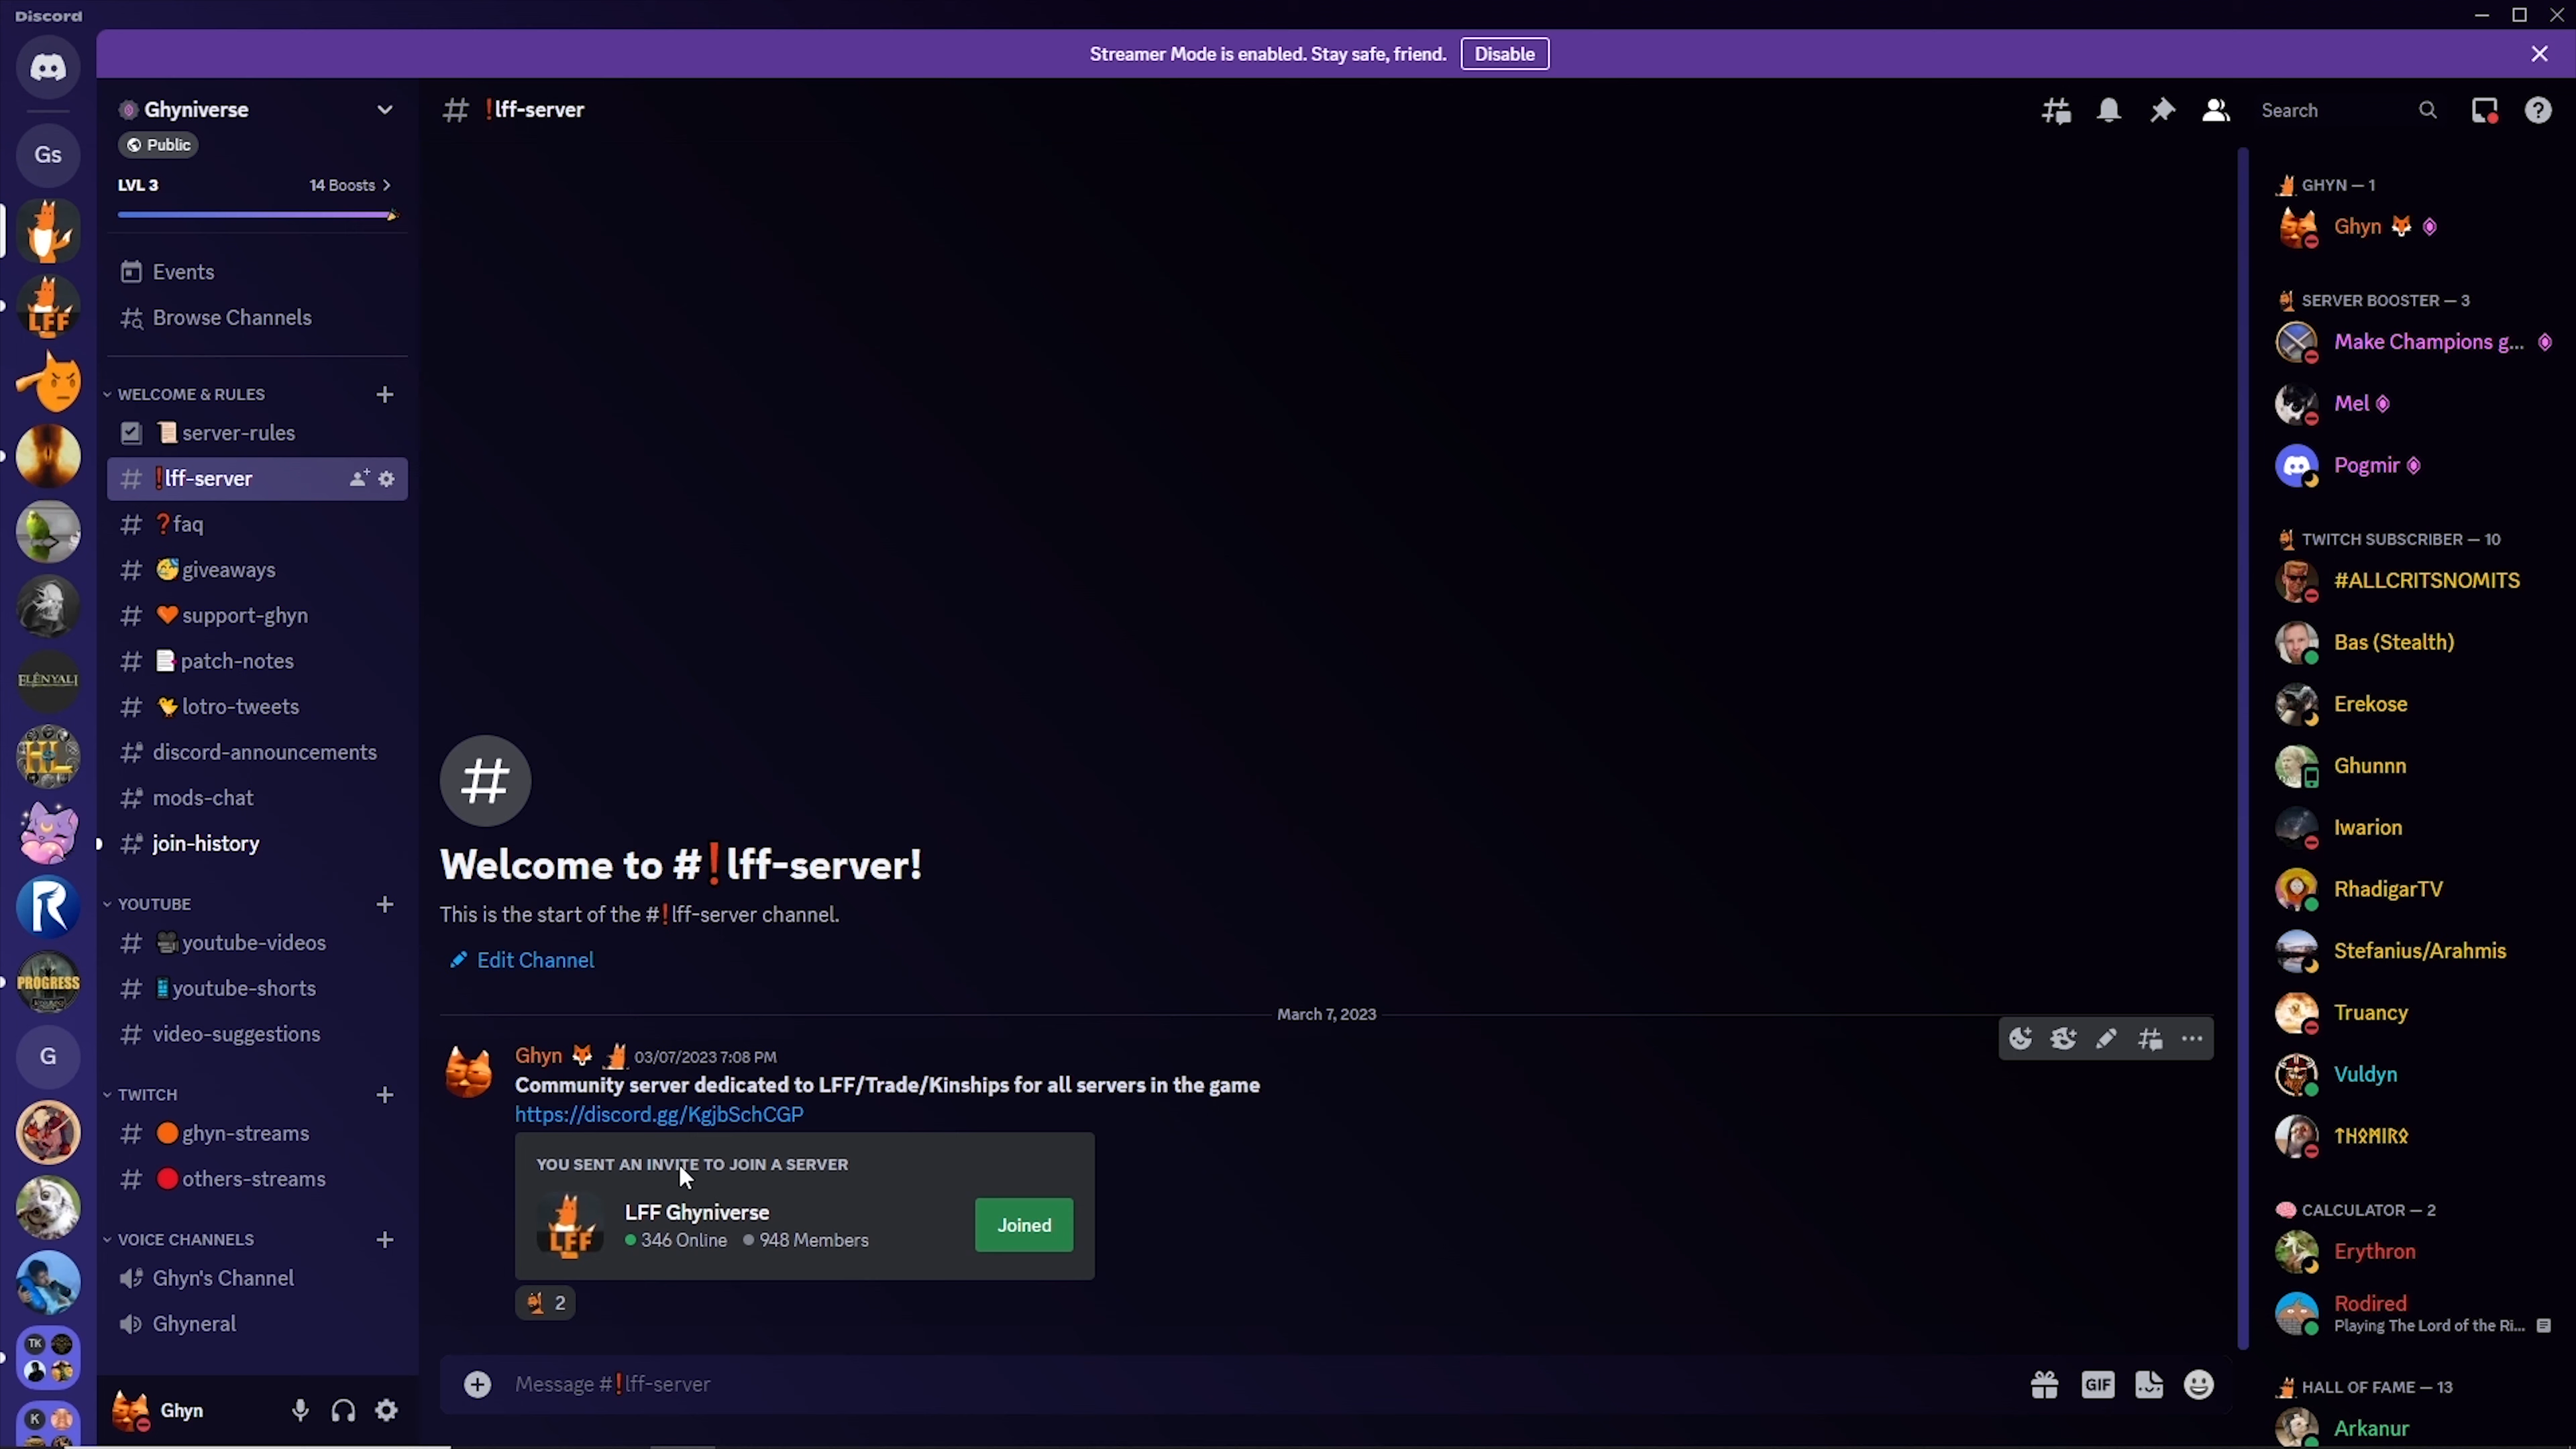 Discord
Streamer Mode is enabled. Stay safe, friend. Disable
Gs
LFF
ELENYALI
HL
R
PROGRESS
G
TK
K
Ghyniverse
Public
LVL 3 14 Boosts
Events
Browse Channels
WELCOME & RULES
server-rules
❗lff-server
❓faq
giveaways
support-ghyn
patch-notes
lotro-tweets
discord-announcements
mods-chat
join-history
YOUTUBE
youtube-videos
youtube-shorts
video-suggestions
TWITCH
ghyn-streams
others-streams
VOICE CHANNELS
Ghyn's Channel
Ghyneral
Ghyn
# ❗lff-server
Search
Welcome to #❗lff-server!
This is the start of the #❗lff-server channel.
Edit Channel
March 7, 2023
Ghyn 03/07/2023 7:08 PM
Community server dedicated to LFF/Trade/Kinships for all servers in the game
https://discord.gg/KgjbSchCGP
YOU SENT AN INVITE TO JOIN A SERVER
LFF
LFF Ghyniverse
346 Online 948 Members
Joined
2
Message #❗lff-server
GIF
GHYN — 1
Ghyn
SERVER BOOSTER — 3
Make Champions g...
Mel
Pogmir
TWITCH SUBSCRIBER — 10
#ALLCRITSNOMITS
Bas (Stealth)
Erekose
Ghunnn
Iwarion
RhadigarTV
Stefanius/Arahmis
Truancy
Vuldyn
CALCULATOR — 2
Erythron
Rodired
Playing The Lord of the Ri...
HALL OF FAME — 13
Arkanur